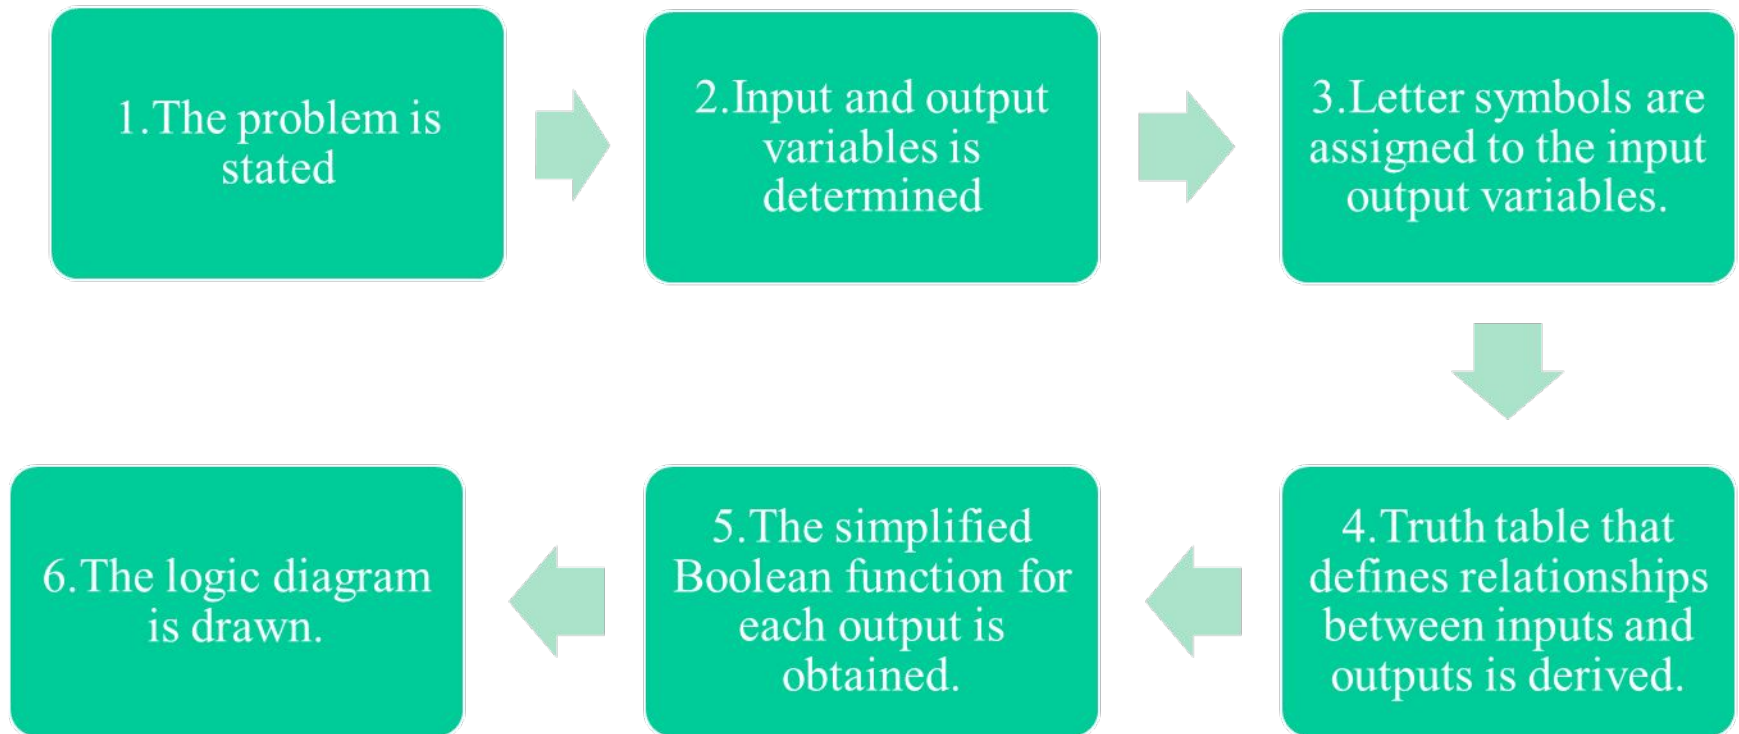 1.The problem is
stated
2.Input and output
variables is
determined
3.Letter symbols are
assigned to the input
output variables.
4.Truth table that
defines relationships
between inputs and
outputs is derived.
5.The simplified
Boolean function for
each output is
obtained.
6.The logic diagram
is drawn.